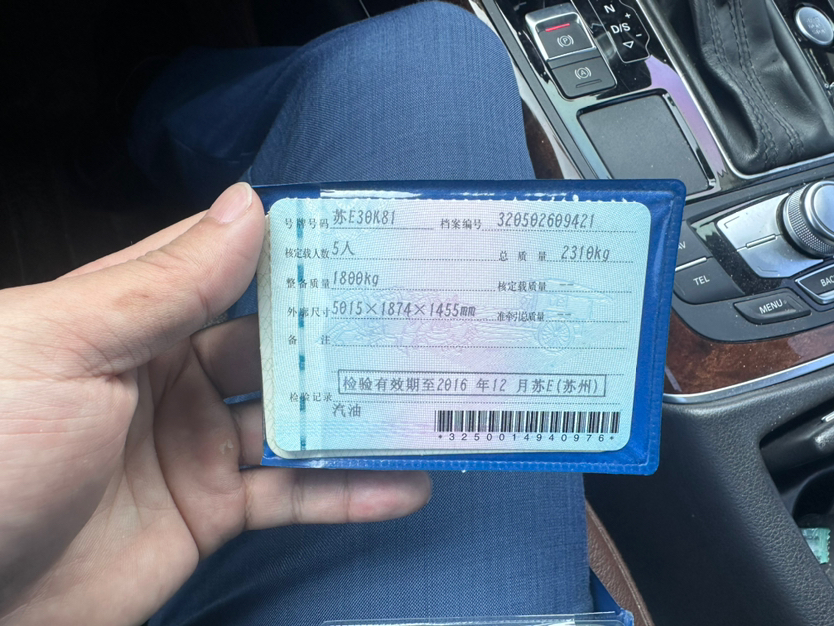 N
+
D/S
-
(P)
(A)
号牌号码 苏E30K81 档案编号 320502609421
核定载人数 5人 总质量 2310kg
整备质量 1800kg 核定载质量 --
外廓尺寸 5015×1874×1455mm 准牵引总质量 --
备注
检验记录 检验有效期至2016 年12 月苏E(苏州)
汽油
*3250014940976*
NAV
TEL
MENU
BACK